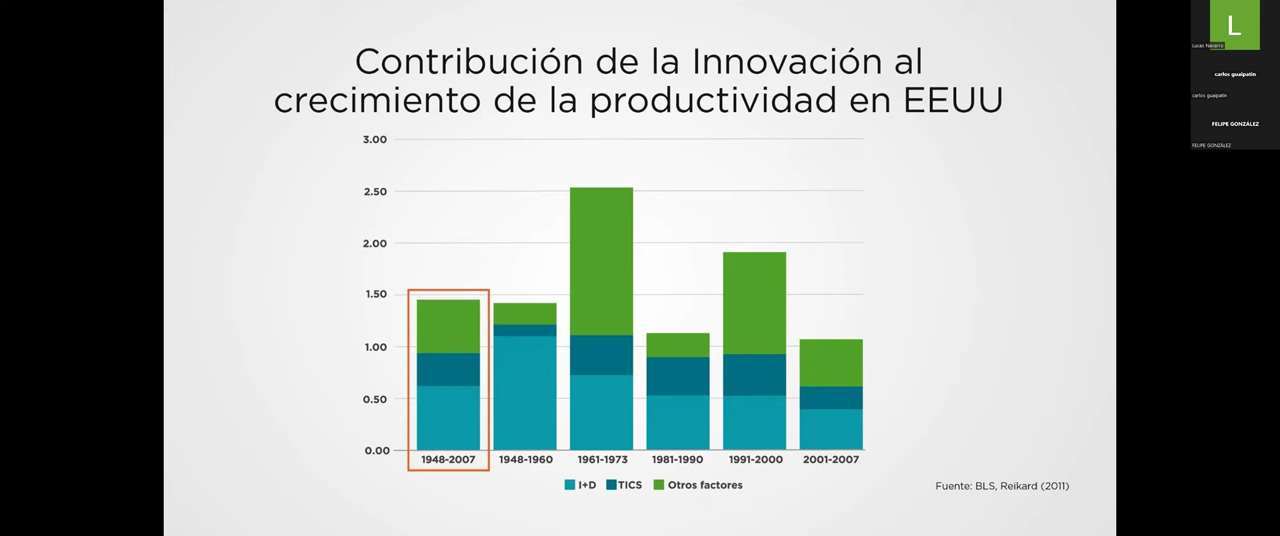 Contribución de la Innovación al
crecimiento de la productividad en EEUU
3.00
2.50
2.00
1.50
1.00
0.50
0.00
1948-2007 1948-1960 1961-1973 1981-1990 1991-2000 2001-2007
I+D TICS Otros factores
Fuente: BLS, Reikard (2011)
L
Lucas Navarro
carlos guaipatin
carlos guaipatin
FELIPE GONZÁLEZ
FELIPE GONZÁLEZ